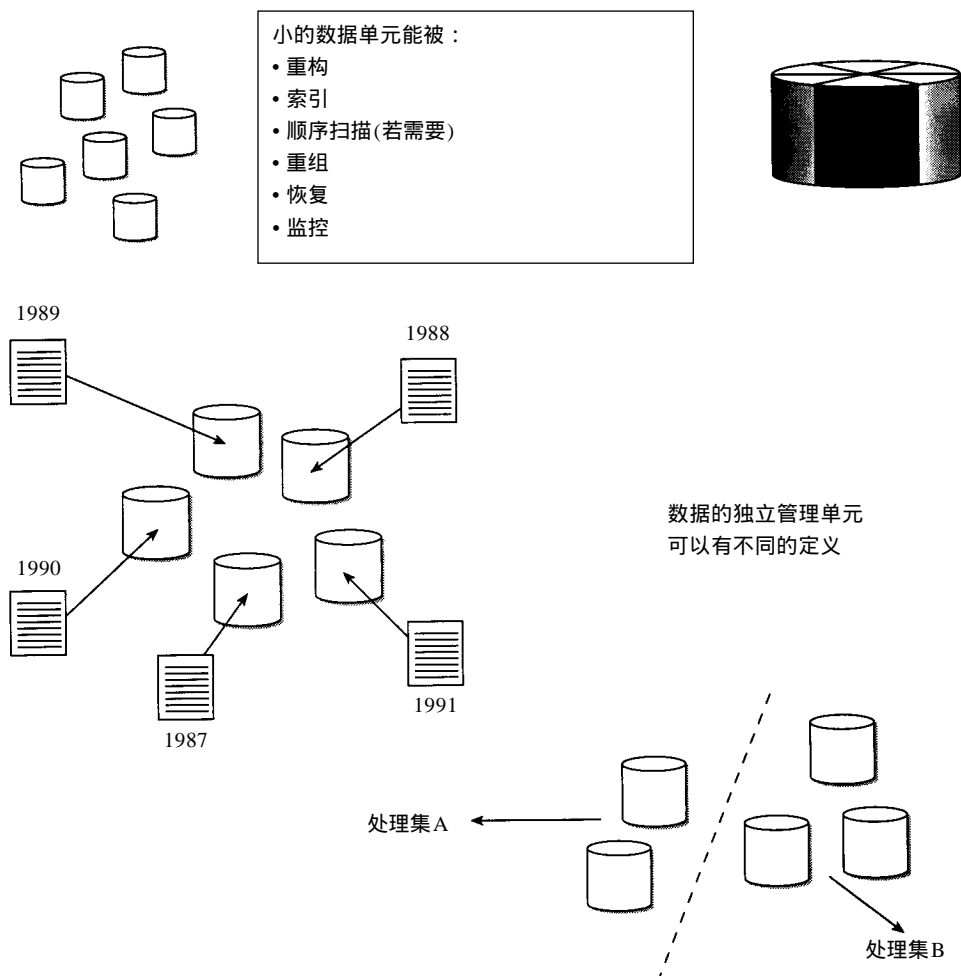 小的数据单元能被：
• 重构
• 索引
• 顺序扫描(若需要)
• 重组
• 恢复
• 监控
1989
1988
数据的独立管理单元
可以有不同的定义
1990
1991
1987
处理集A
处理集B